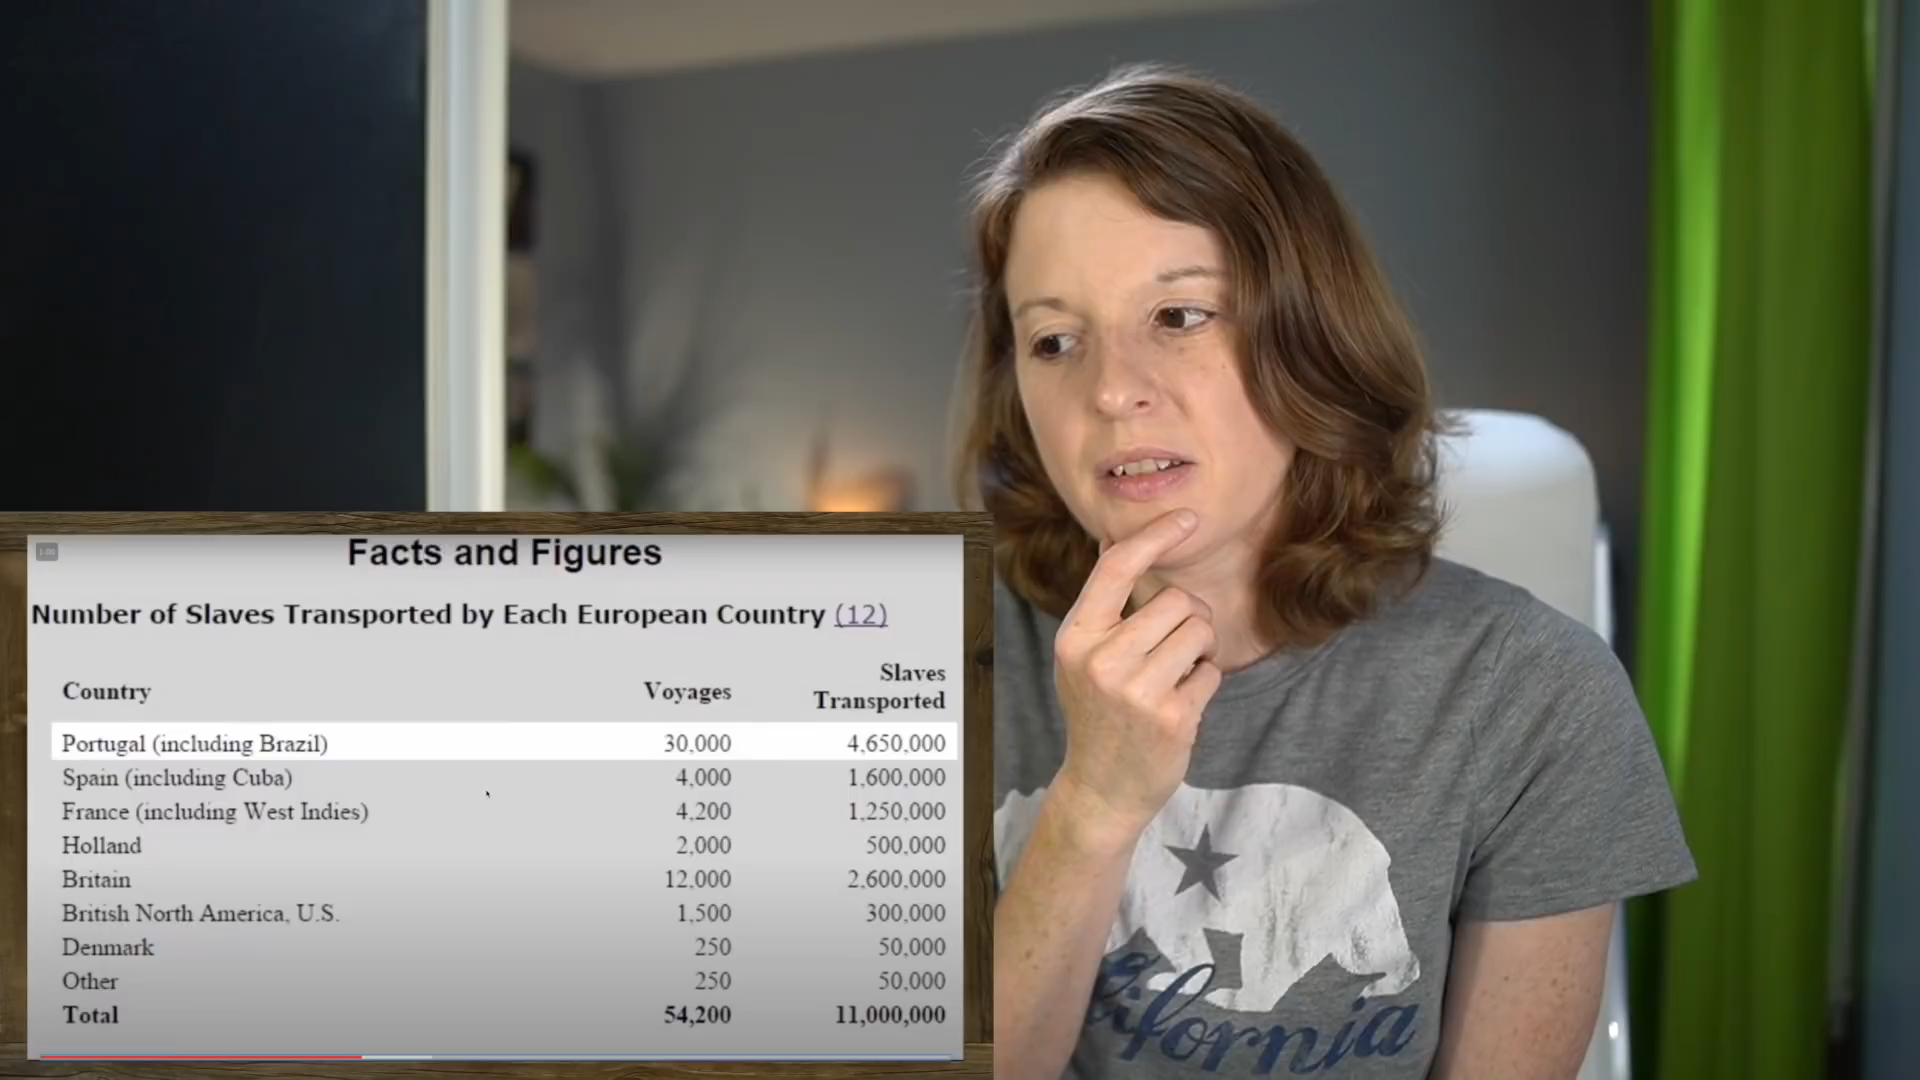 Facts and Figures
Number of Slaves Transported by Each European Country (12)
Country Voyages Slaves Transported
Portugal (including Brazil) 30,000 4,650,000
Spain (including Cuba) 4,000 1,600,000
France (including West Indies) 4,200 1,250,000
Holland 2,000 500,000
Britain 12,000 2,600,000
British North America, U.S. 1,500 300,000
Denmark 250 50,000
Other 250 50,000
Total 54,200 11,000,000
California